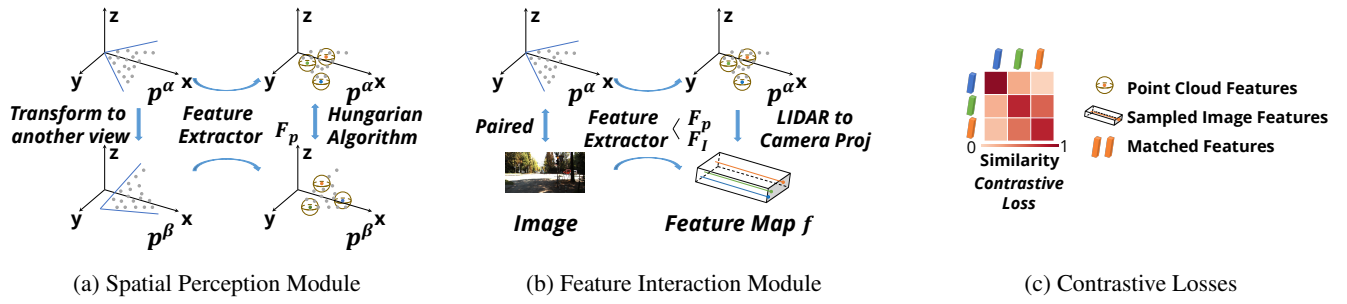 z
y
x
p^α
Transform to
another view
z
y
x
p^β
Feature
Extractor
z
y
x
p^α
F_p
Hungarian
Algorithm
z
y
x
p^β
(a) Spatial Perception Module
z
y
x
p^α
Paired
Image
Feature
Extractor
F_p
F_I
z
y
x
p^α
LIDAR to
Camera Proj
Feature Map f
(b) Feature Interaction Module
0
1
Similarity
Contrastive
Loss
Point Cloud Features
Sampled Image Features
Matched Features
(c) Contrastive Losses